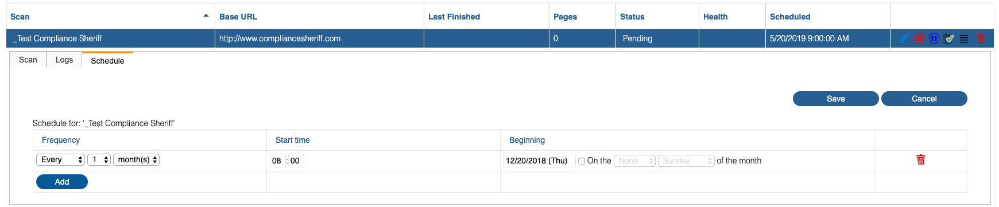 Scan Base URL Last Finished Pages Status Health Scheduled
_Test Compliance Sheriff http://www.compliancesheriff.com 0 Pending 5/20/2019 9:00:00 AM
Scan Logs Schedule
Save Cancel
Schedule for: '_Test Compliance Sheriff'
Frequency Start time Beginning
Every 1 month(s) 08 : 00 12/20/2018 (Thu) On the None Sunday of the month
Add